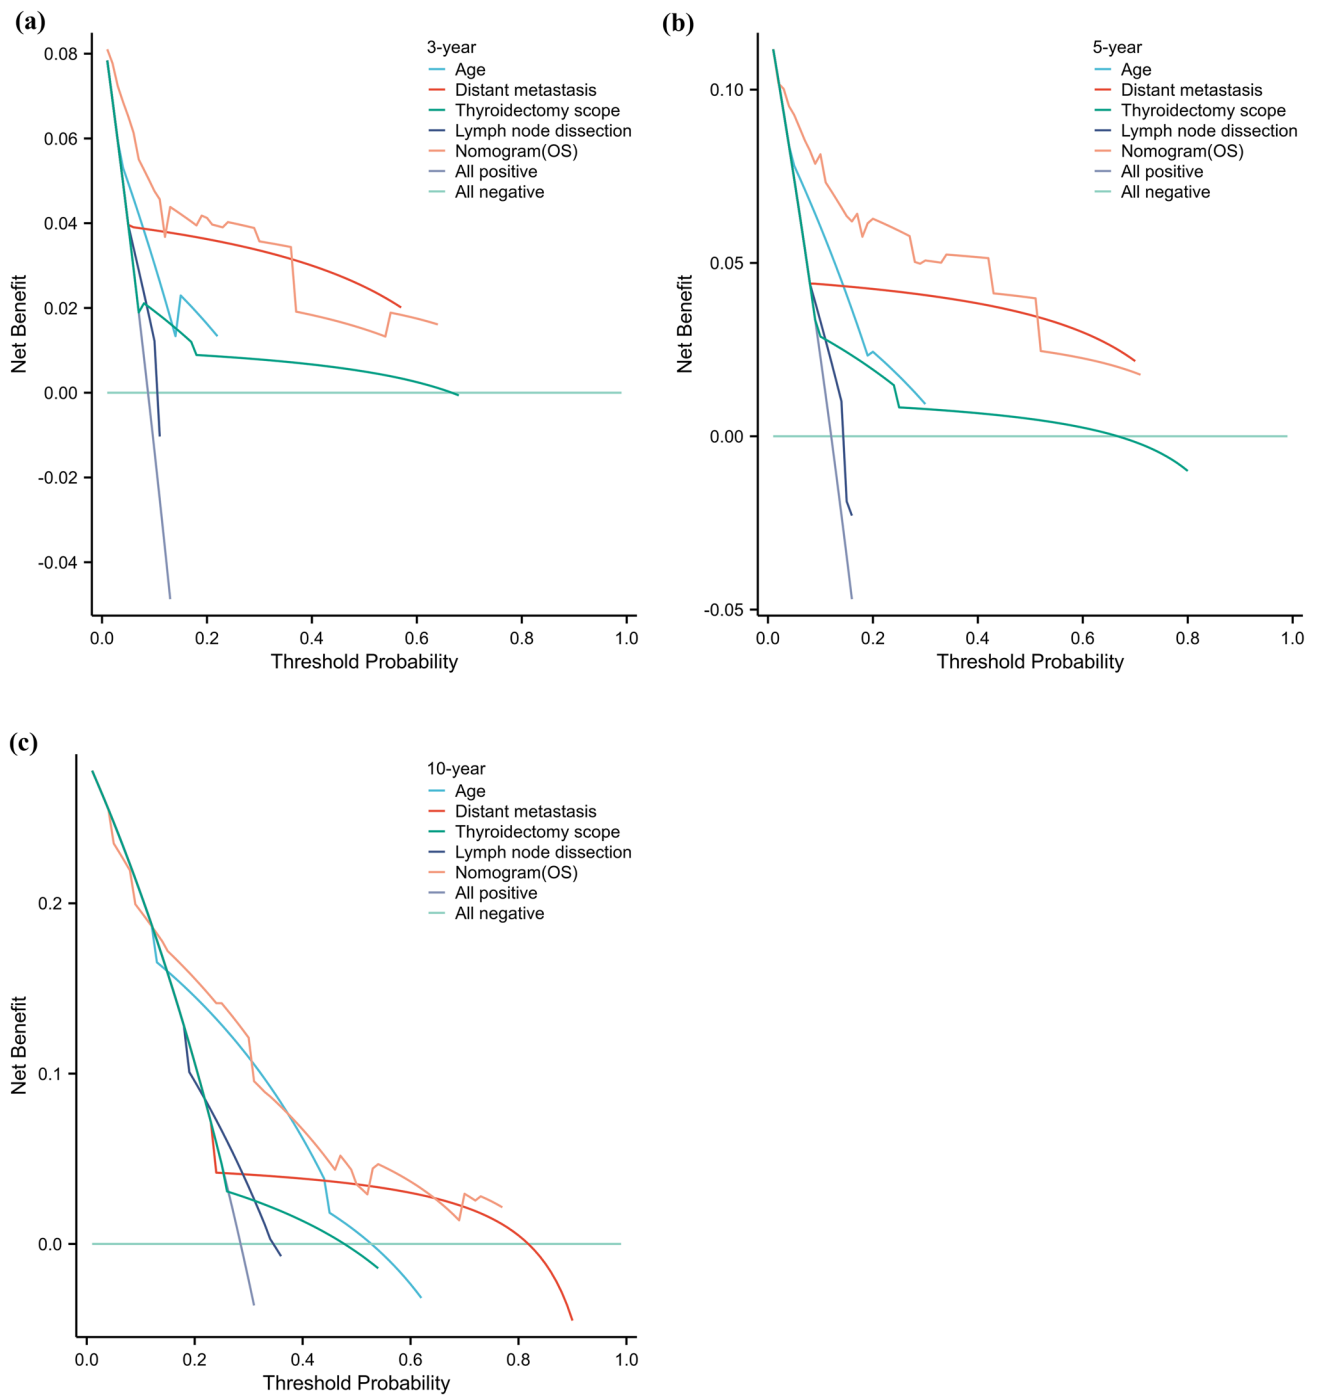 (a)
0.08
0.06
0.04
0.02
0.00
-0.02
-0.04
Net Benefit
3-year
Age
Distant metastasis
Thyroidectomy scope
Lymph node dissection
Nomogram(OS)
All positive
All negative
0.0 0.2 0.4 0.6 0.8 1.0
Threshold Probability
(b)
0.10
0.05
0.00
-0.05
Net Benefit
5-year
Age
Distant metastasis
Thyroidectomy scope
Lymph node dissection
Nomogram(OS)
All positive
All negative
0.0 0.2 0.4 0.6 0.8 1.0
Threshold Probability
(c)
0.2
0.1
0.0
Net Benefit
10-year
Age
Distant metastasis
Thyroidectomy scope
Lymph node dissection
Nomogram(OS)
All positive
All negative
0.0 0.2 0.4 0.6 0.8 1.0
Threshold Probability